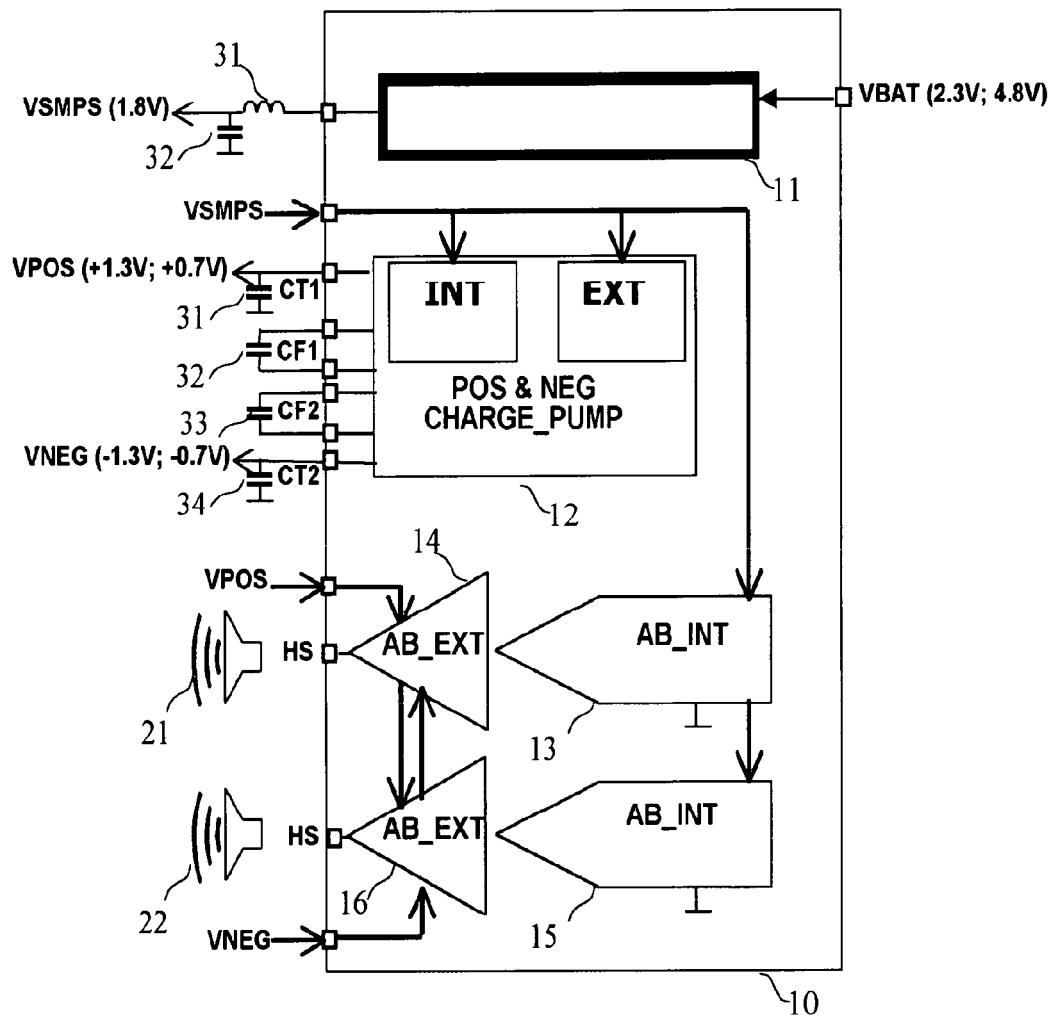 31
VSMPS (1.8V)
VBAT (2.3V; 4.8V)
32
11
VSMPS
VPOS (+1.3V; +0.7V)
CT1
INT
EXT
31
CF1
32
POS & NEG
CHARGE_PUMP
CF2
33
VNEG (-1.3V; -0.7V)
CT2
34
12
14
VPOS
HS
AB_EXT
AB_INT
21
13
HS
AB_EXT
AB_INT
22
16
15
VNEG
10